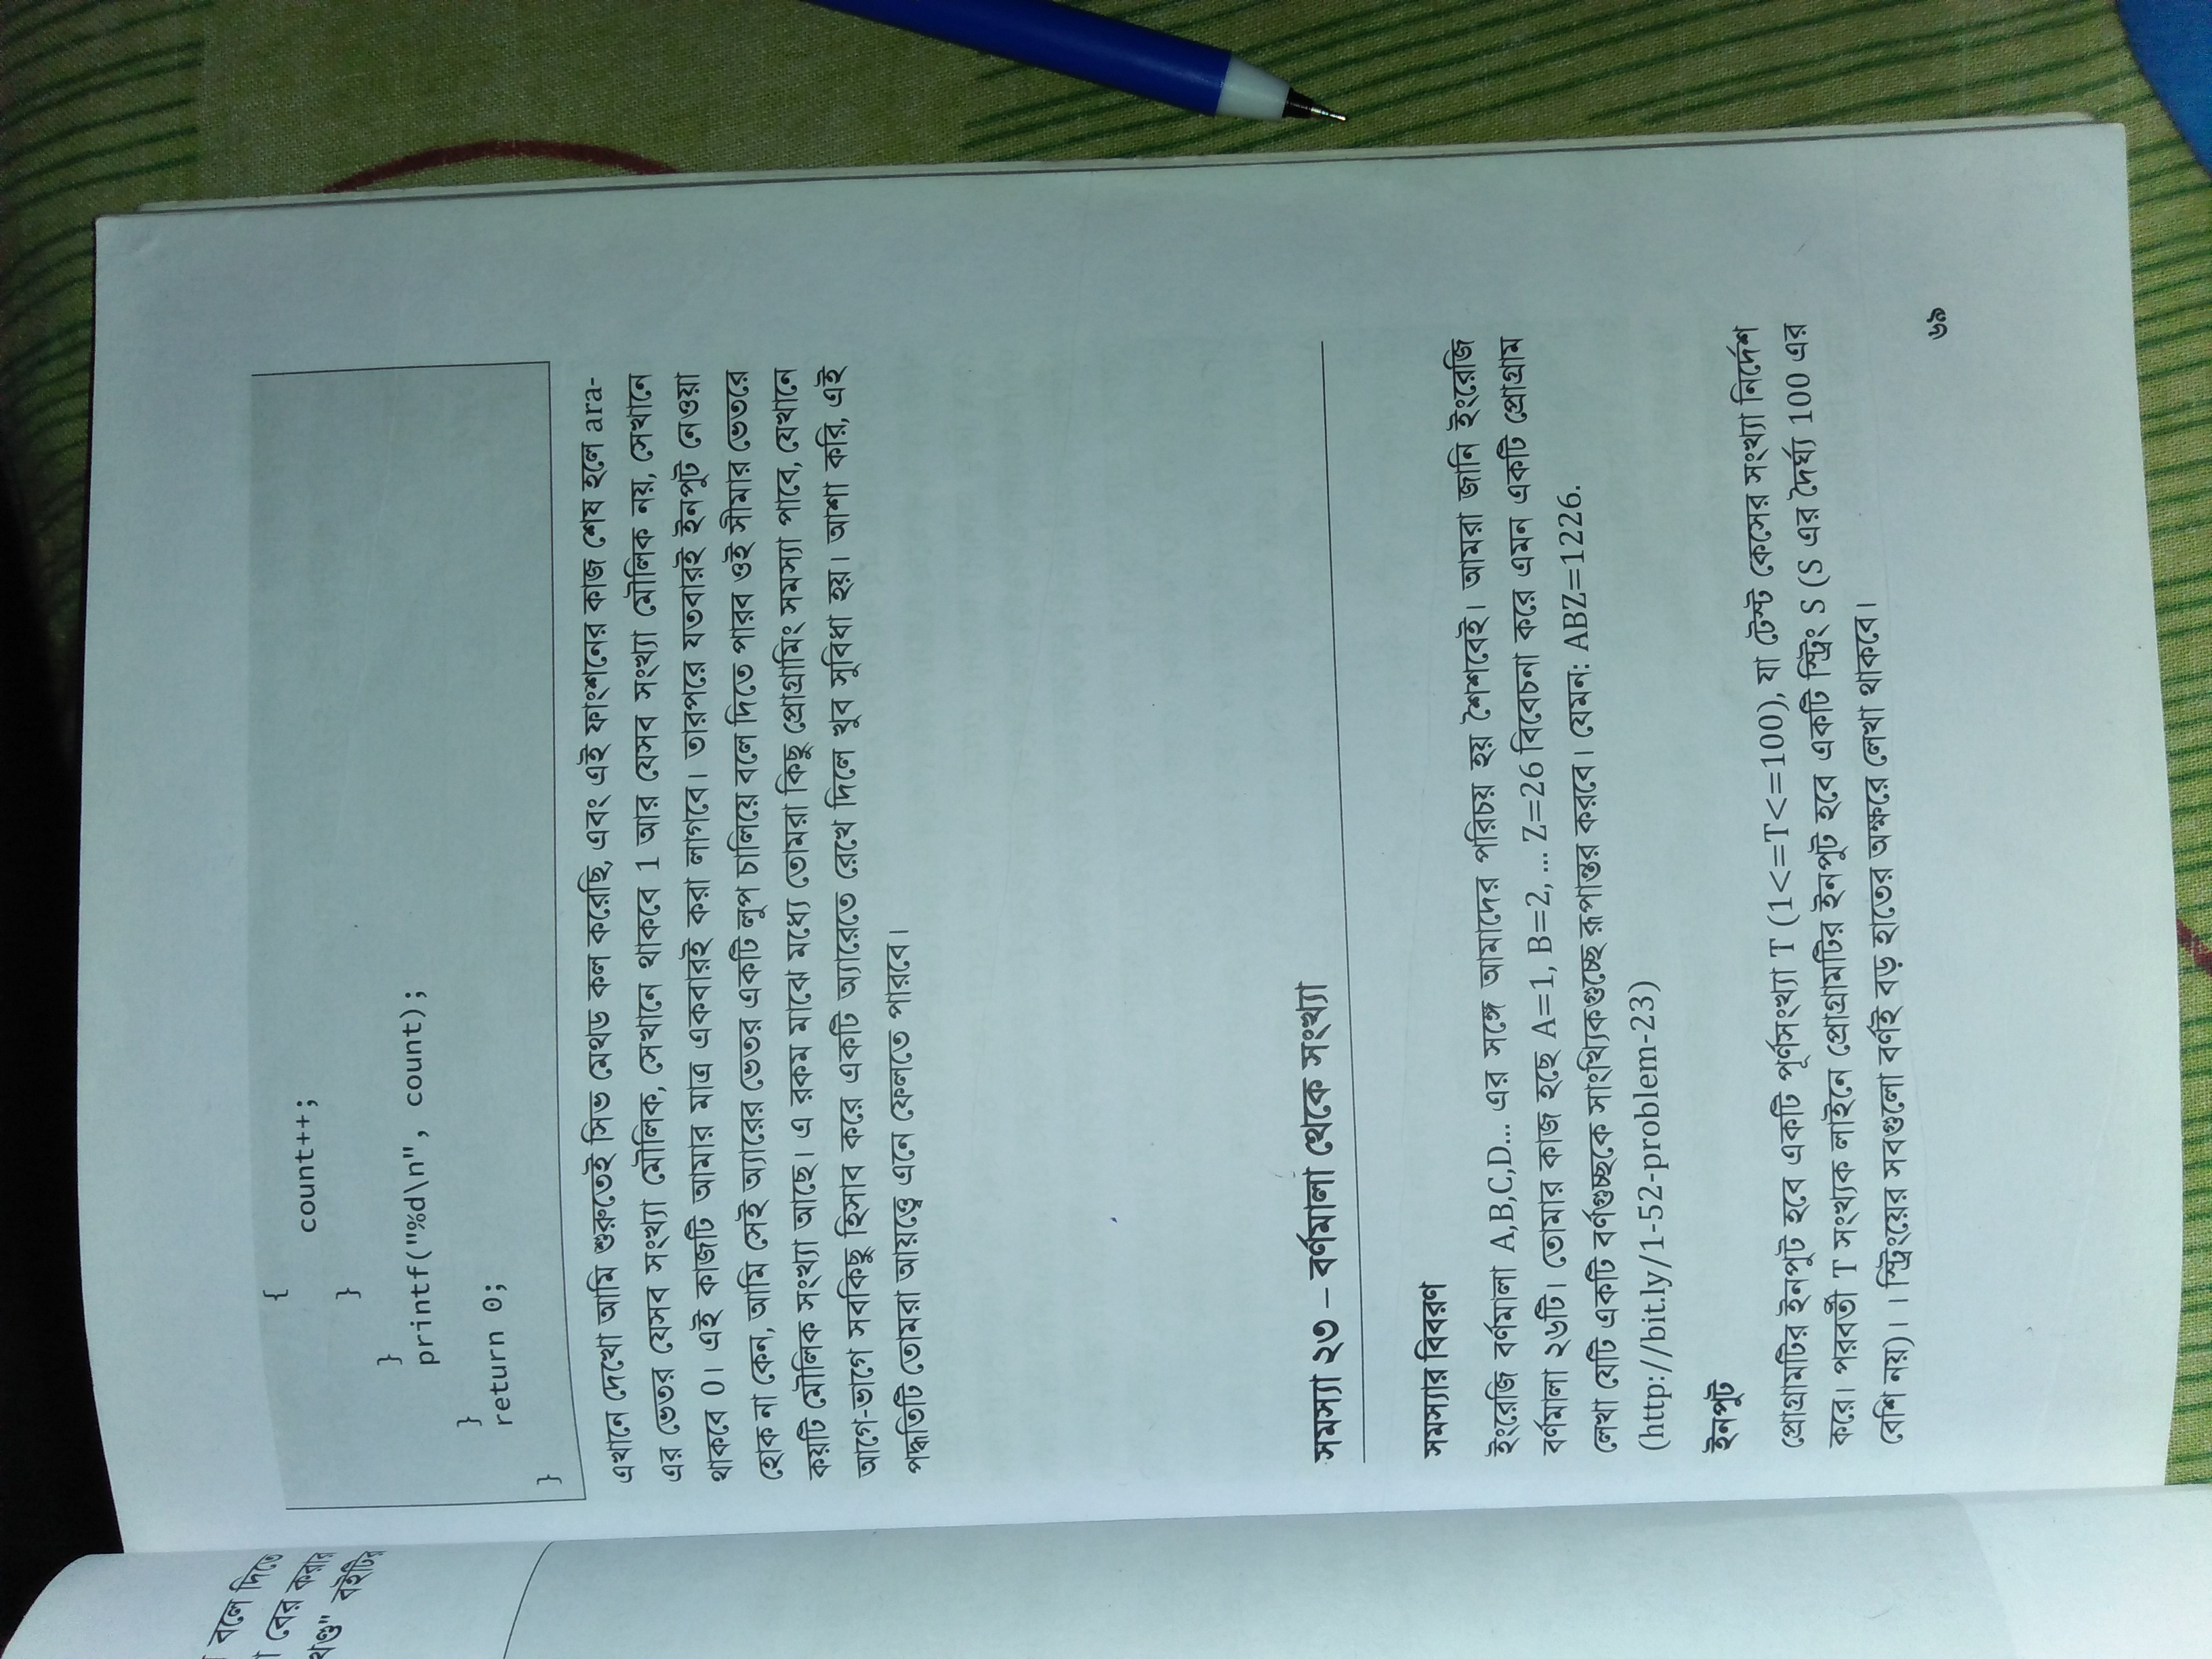 বলে দিতে
বের করার
খণ্ড" বইটির
{
count++;
}
}
printf("%d\n", count);
}
return 0;
}
এখানে দেখো আমি শুরুতেই সিভ মেথড কল করেছি, এবং এই ফাংশনের কাজ শেষ হলে ara-
এর ভেতর যেসব সংখ্যা মৌলিক, সেখানে থাকবে 1 আর যেসব সংখ্যা মৌলিক নয়, সেখানে
থাকবে 0। এই কাজটি আমার মাত্র একবারই করা লাগবে। তারপরে যতবারই ইনপুট নেওয়া
হোক না কেন, আমি সেই অ্যারের ভেতর একটি লুপ চালিয়ে বলে দিতে পারব ওই সীমার ভেতরে
কয়টি মৌলিক সংখ্যা আছে। এ রকম মাঝে মধ্যে তোমরা কিছু প্রোগ্রামিং সমস্যা পাবে, যেখানে
আগে-ভাগে সবকিছু হিসাব করে একটি অ্যারেতে রেখে দিলে খুব সুবিধা হয়। আশা করি, এই
পদ্ধতিটি তোমরা আয়ত্ত্বে এনে ফেলতে পারবে।
সমস্যা ২৩ – বর্ণমালা থেকে সংখ্যা
সমস্যার বিবরণ
ইংরেজি বর্ণমালা A,B,C,D... এর সঙ্গে আমাদের পরিচয় হয় শৈশবেই। আমরা জানি ইংরেজি
বর্ণমালা ২৬টি। তোমার কাজ হচ্ছে A=1, B=2, ... Z=26 বিবেচনা করে এমন একটি প্রোগ্রাম
লেখা যেটি একটি বর্ণগুচ্ছকে সাংখ্যিকগুচ্ছে রূপান্তর করবে। যেমন: ABZ=1226.
(http://bit.ly/1-52-problem-23)
ইনপুট
প্রোগ্রামটির ইনপুট হবে একটি পূর্ণসংখ্যা T (1<=T<=100), যা টেস্ট কেসের সংখ্যা নির্দেশ
করে। পরবর্তী T সংখ্যক লাইনে প্রোগ্রামটির ইনপুট হবে একটি স্ট্রিং S (S এর দৈর্ঘ্য 100 এর
বেশি নয়)। । স্ট্রিংয়ের সবগুলো বর্ণই বড় হাতের অক্ষরে লেখা থাকবে।
৬৯